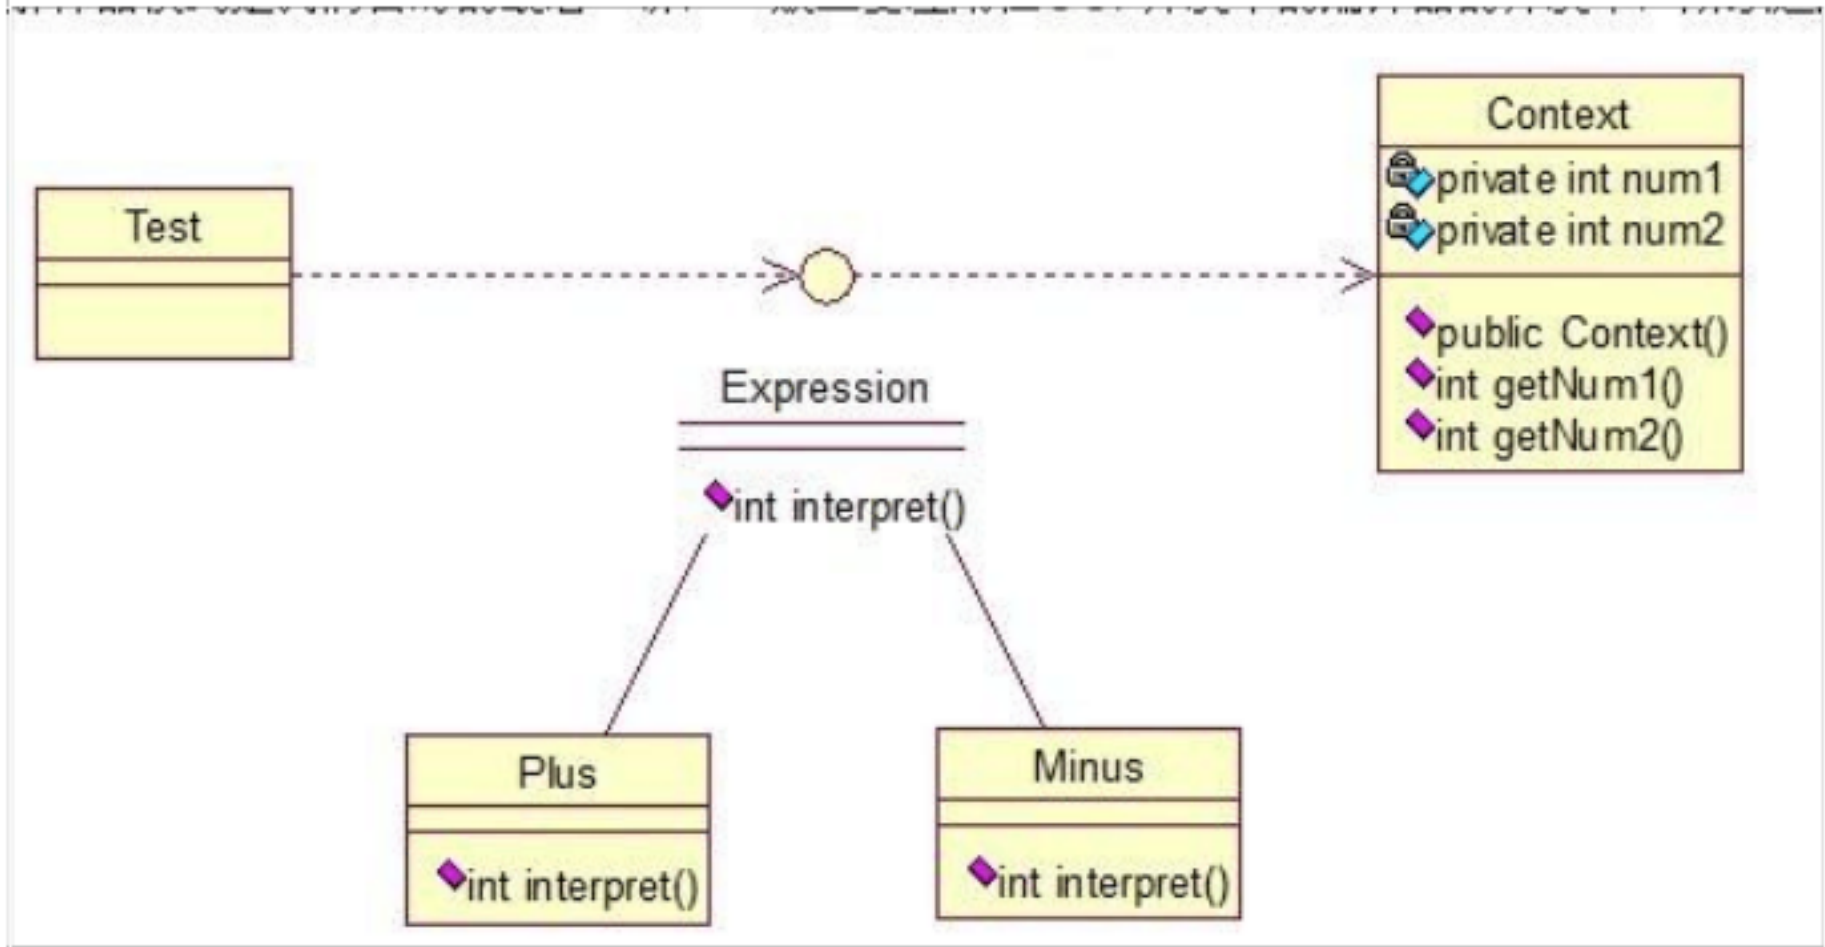 Test
Expression
int interpret()
Context
private int num1
private int num2
public Context()
int getNum1()
int getNum2()
Plus
int interpret()
Minus
int interpret()